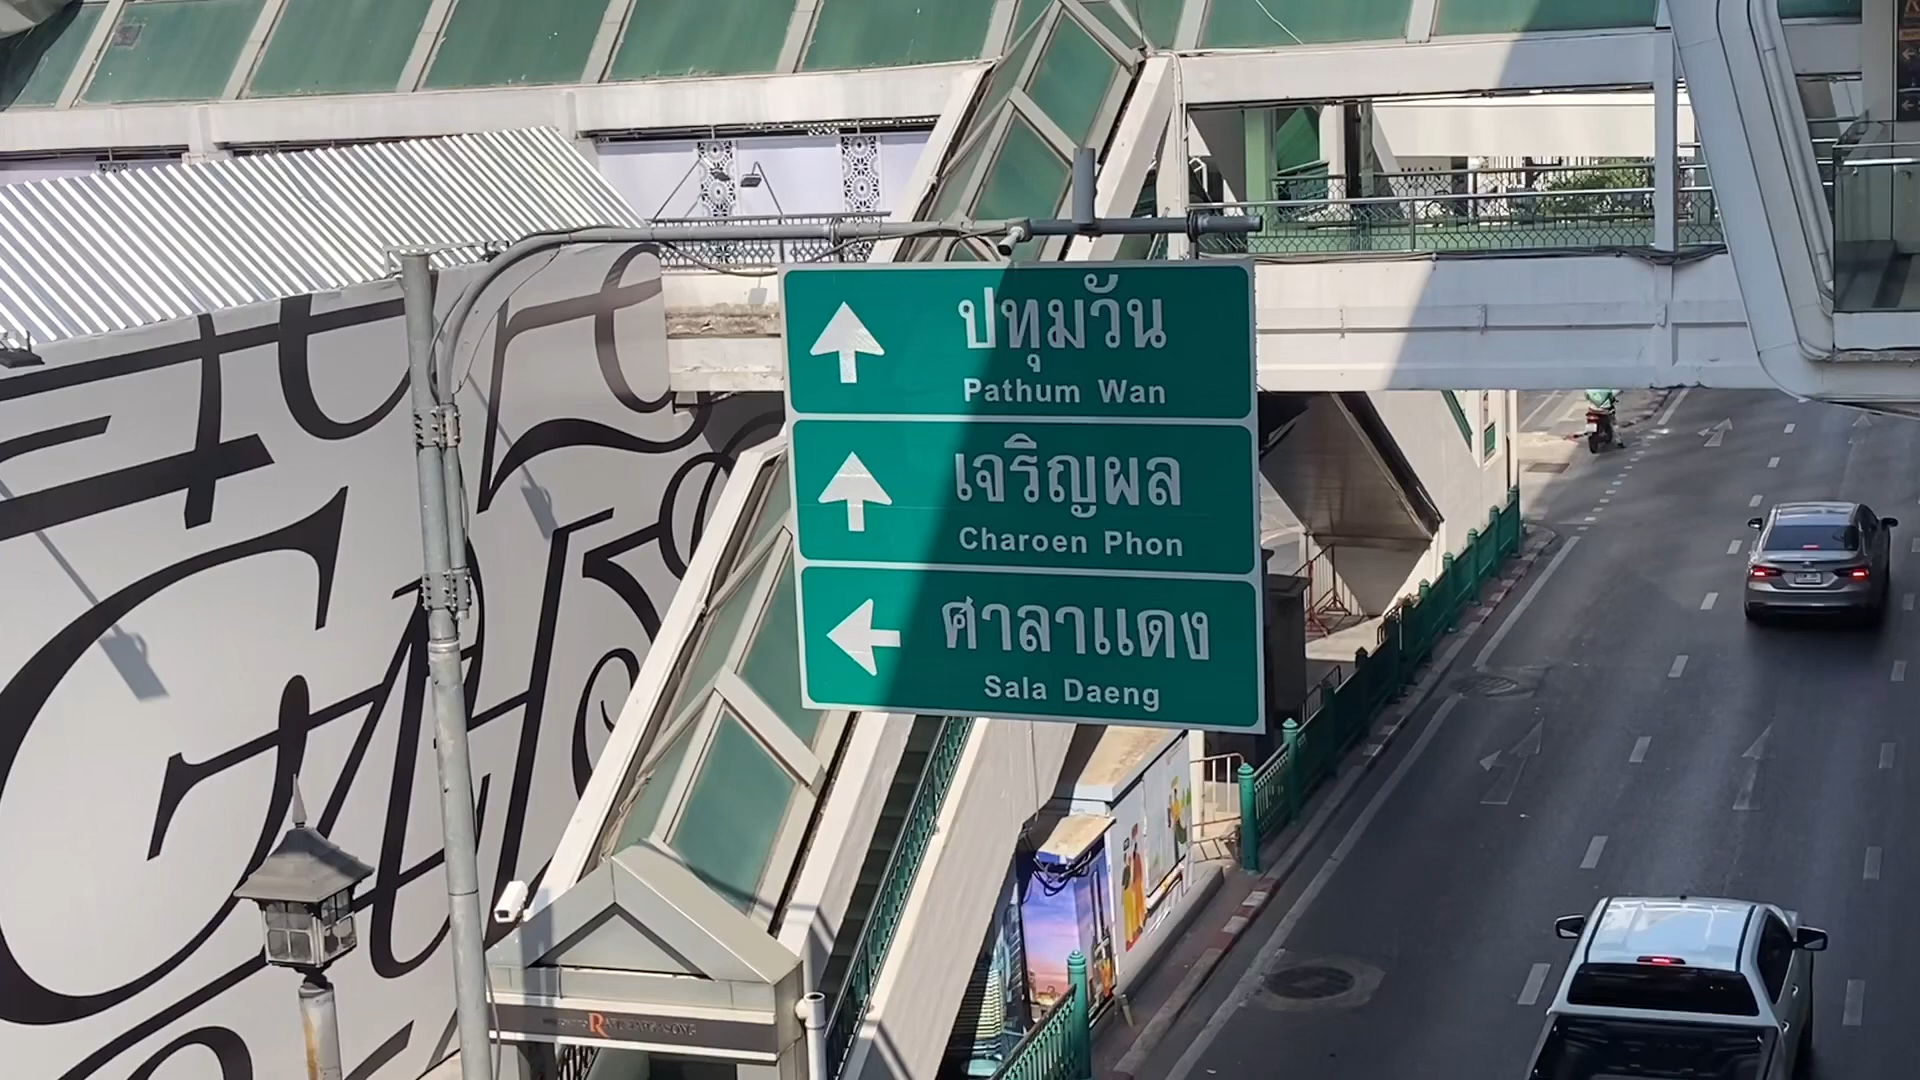 ปทุมวัน
Pathum Wan
เจริญผล
Charoen Phon
ศาลาแดง
Sala Daeng